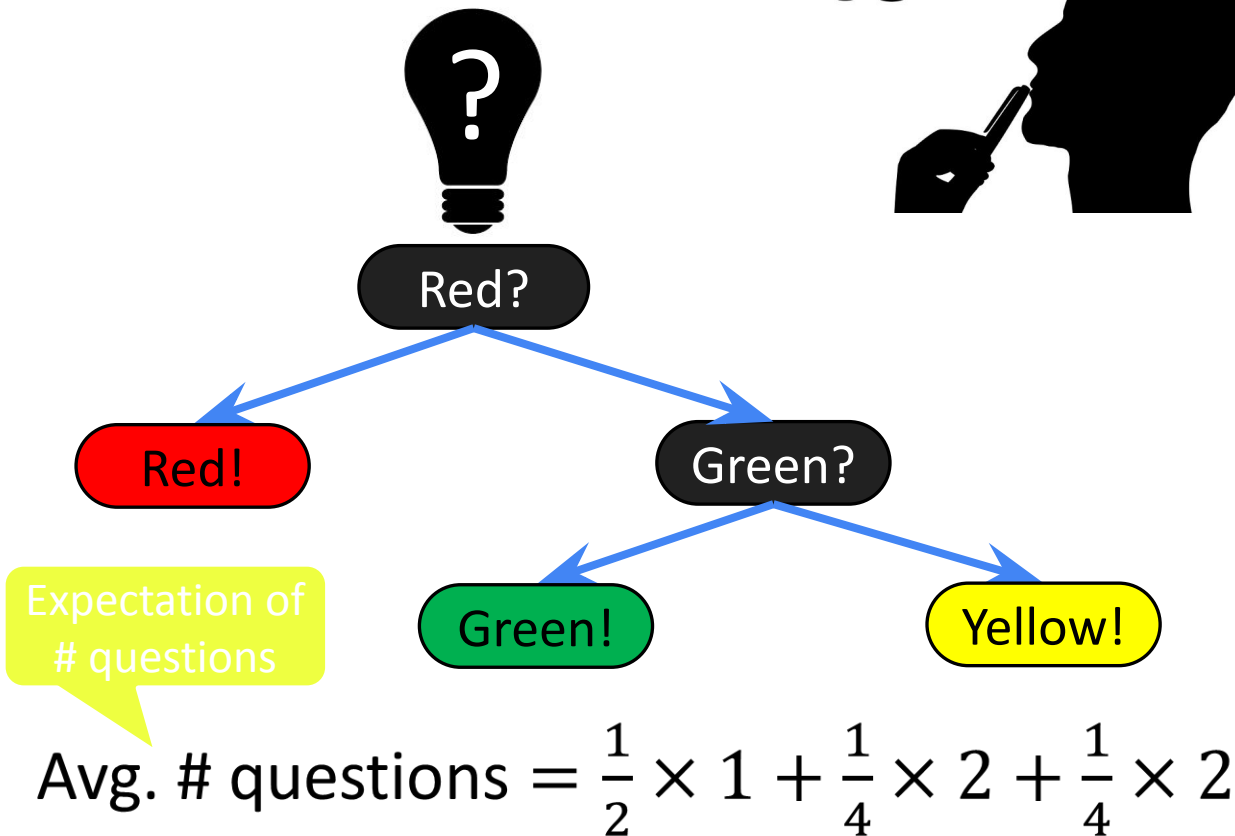 ?
Red?
Red!
Green?
Green!
Yellow!
Expectation of
# questions
Avg. # questions = 1/2 × 1 + 1/4 × 2 + 1/4 × 2